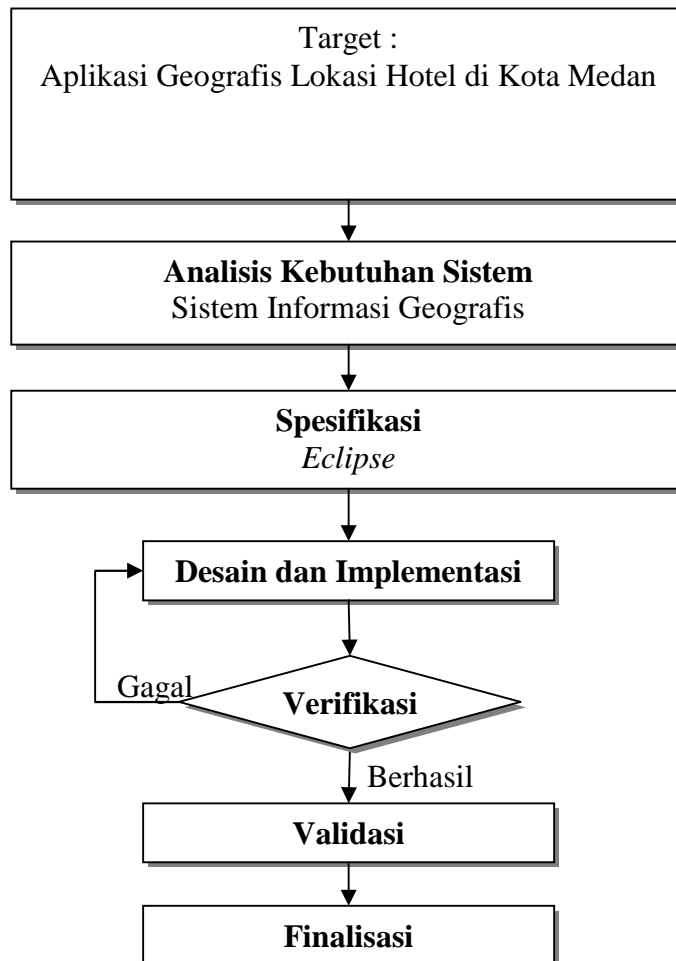 Target :
Aplikasi Geografis Lokasi Hotel di Kota Medan
Analisis Kebutuhan Sistem
Sistem Informasi Geografis
Spesifikasi
Eclipse
Desain dan Implementasi
Gagal
Verifikasi
Berhasil
Validasi
Finalisasi